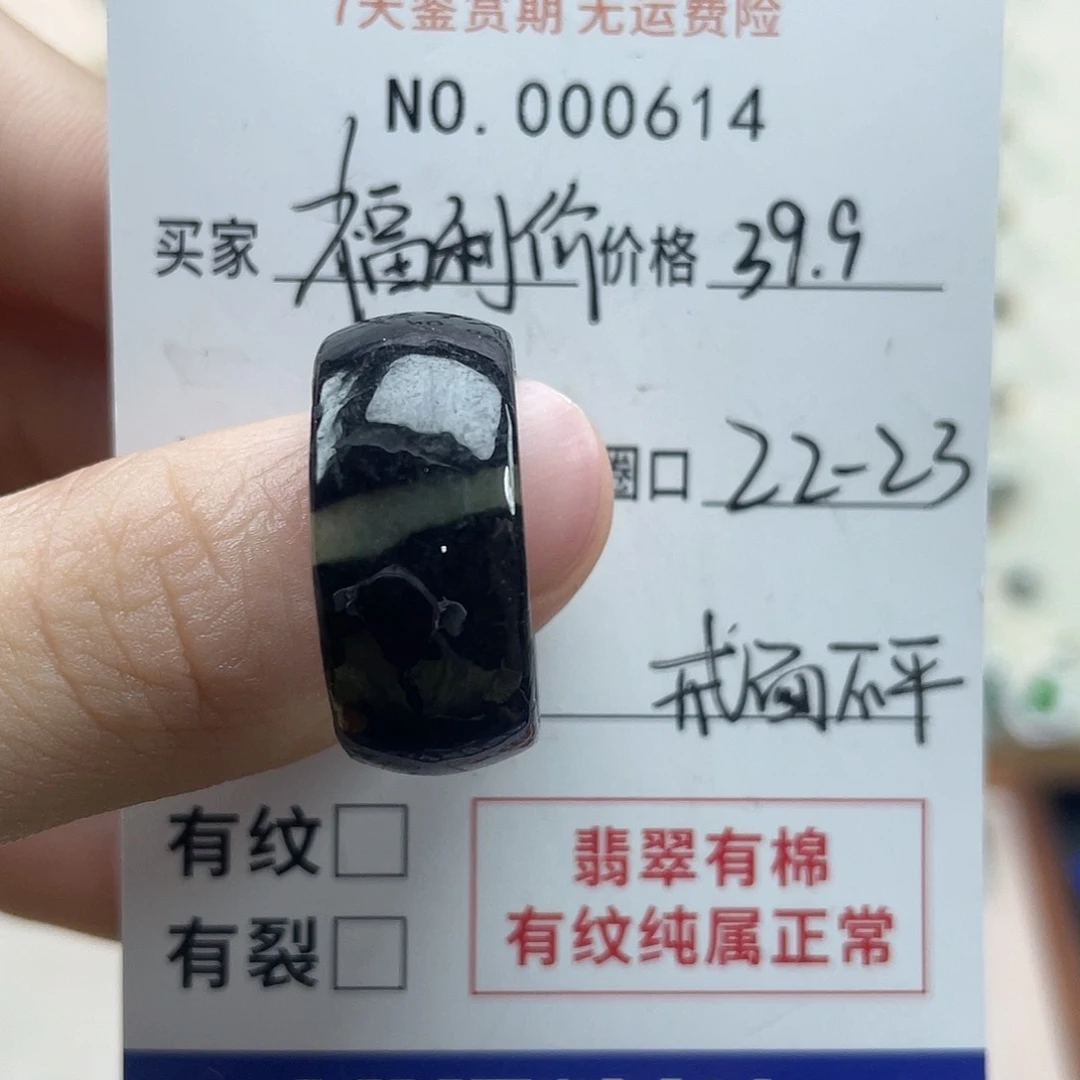 7天鉴赏期 无运费险
NO.000614
买家 福利价 价格 39.9
圈口 22-23
戒面不平
有纹
有裂
翡翠有棉
有纹纯属正常